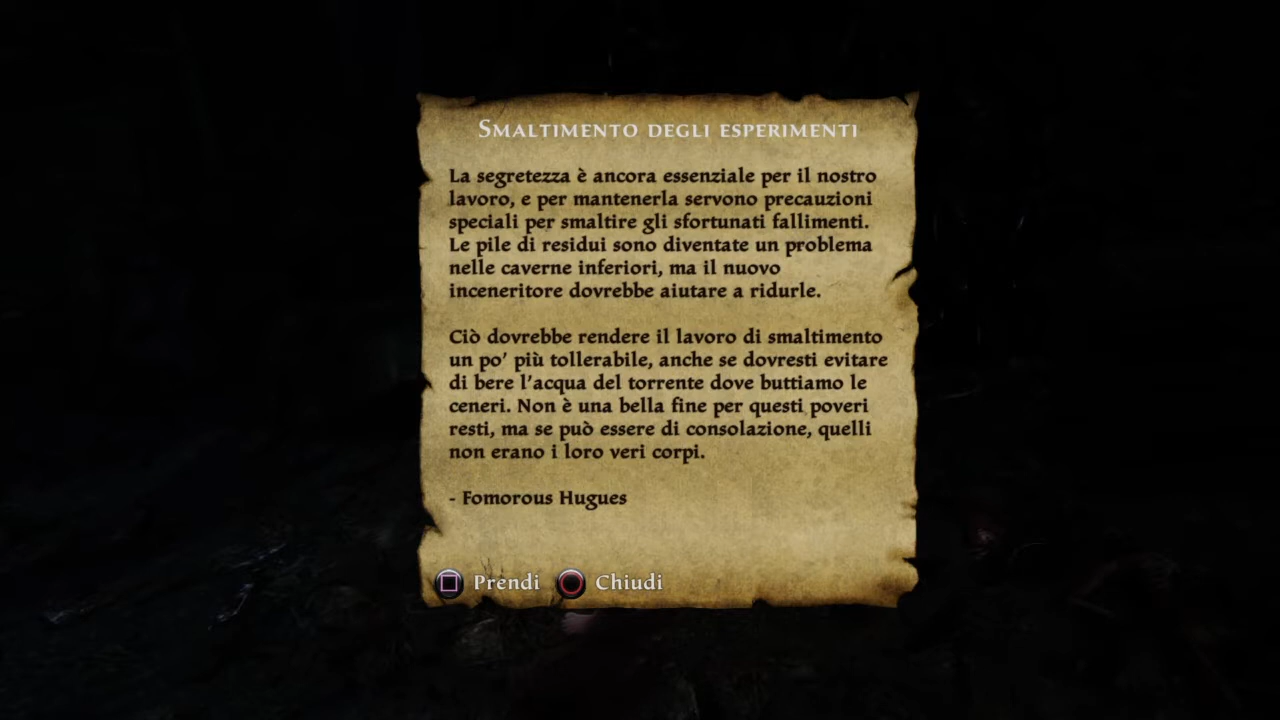 Smaltimento degli esperimenti
La segretezza è ancora essenziale per il nostro
lavoro, e per mantenerla servono precauzioni
speciali per smaltire gli sfortunati fallimenti.
Le pile di residui sono diventate un problema
nelle caverne inferiori, ma il nuovo
inceneritore dovrebbe aiutare a ridurle.
Ciò dovrebbe rendere il lavoro di smaltimento
un po' più tollerabile, anche se dovresti evitare
di bere l'acqua del torrente dove buttiamo le
ceneri. Non è una bella fine per questi poveri
resti, ma se può essere di consolazione, quelli
non erano i loro veri corpi.
- Fomorous Hugues
Prendi Chiudi